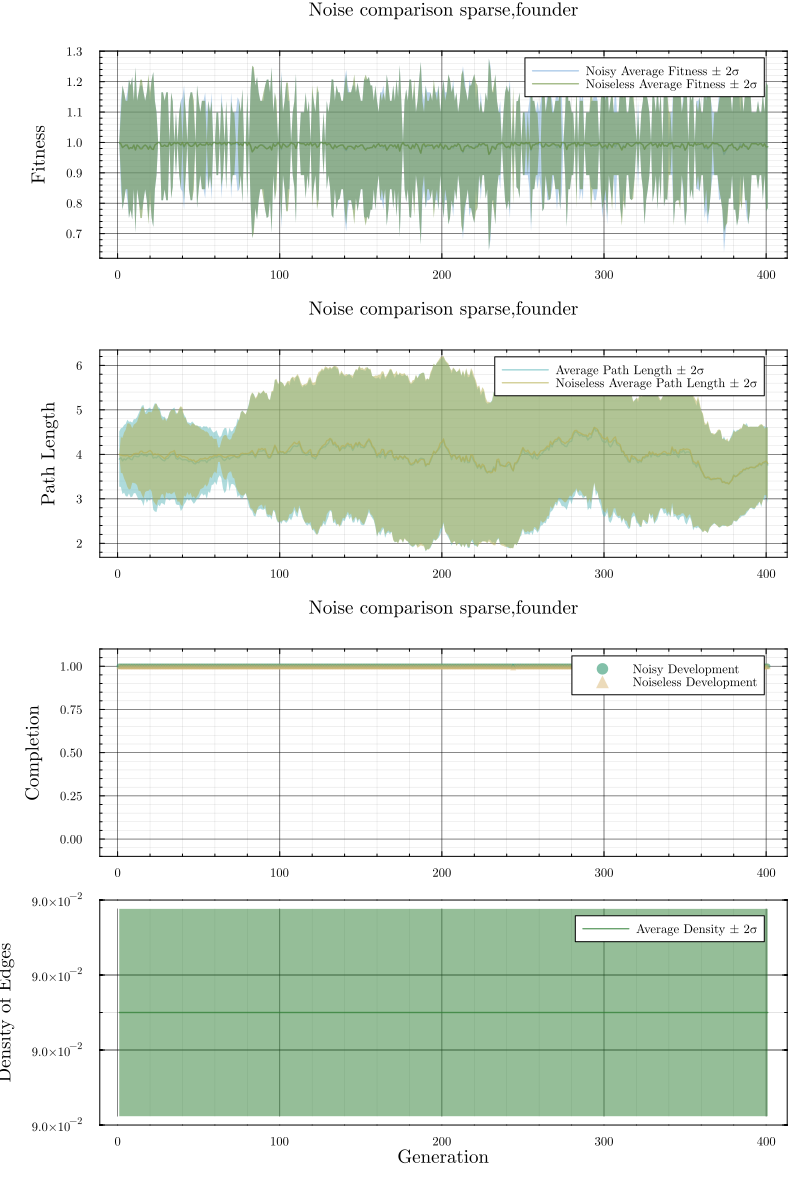 Noise comparison sparse,founder
1.3
1.2
1.1
1.0
0.9
0.8
0.7
Fitness
Noisy Average Fitness ± 2σ
Noiseless Average Fitness ± 2σ
0 100 200 300 400
Noise comparison sparse,founder
6
5
4
3
2
Path Length
Average Path Length ± 2σ
Noiseless Average Path Length ± 2σ
0 100 200 300 400
Noise comparison sparse,founder
1.00
0.75
0.50
0.25
0.00
Completion
Noisy Development
Noiseless Development
0 100 200 300 400
9.0×10⁻²
9.0×10⁻²
9.0×10⁻²
9.0×10⁻²
Density of Edges
Average Density ± 2σ
0 100 200 300 400
Generation